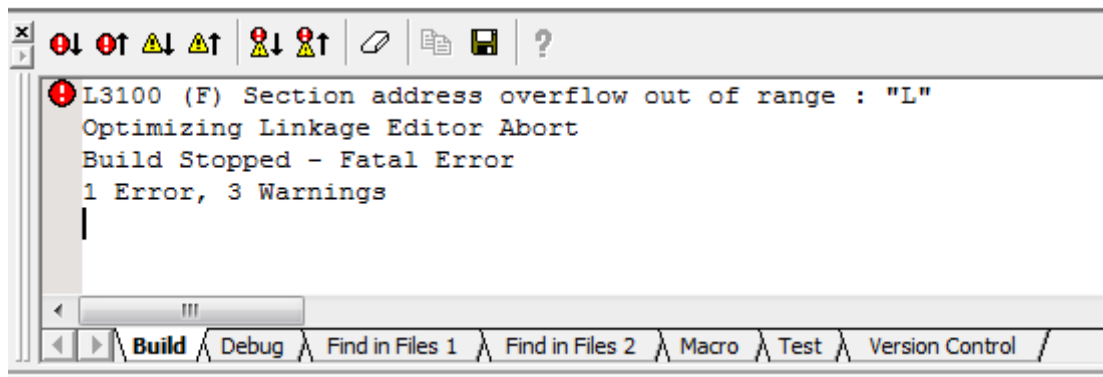 L3100 (F) Section address overflow out of range : "L"
Optimizing Linkage Editor Abort
Build Stopped - Fatal Error
1 Error, 3 Warnings
Build Debug Find in Files 1 Find in Files 2 Macro Test Version Control